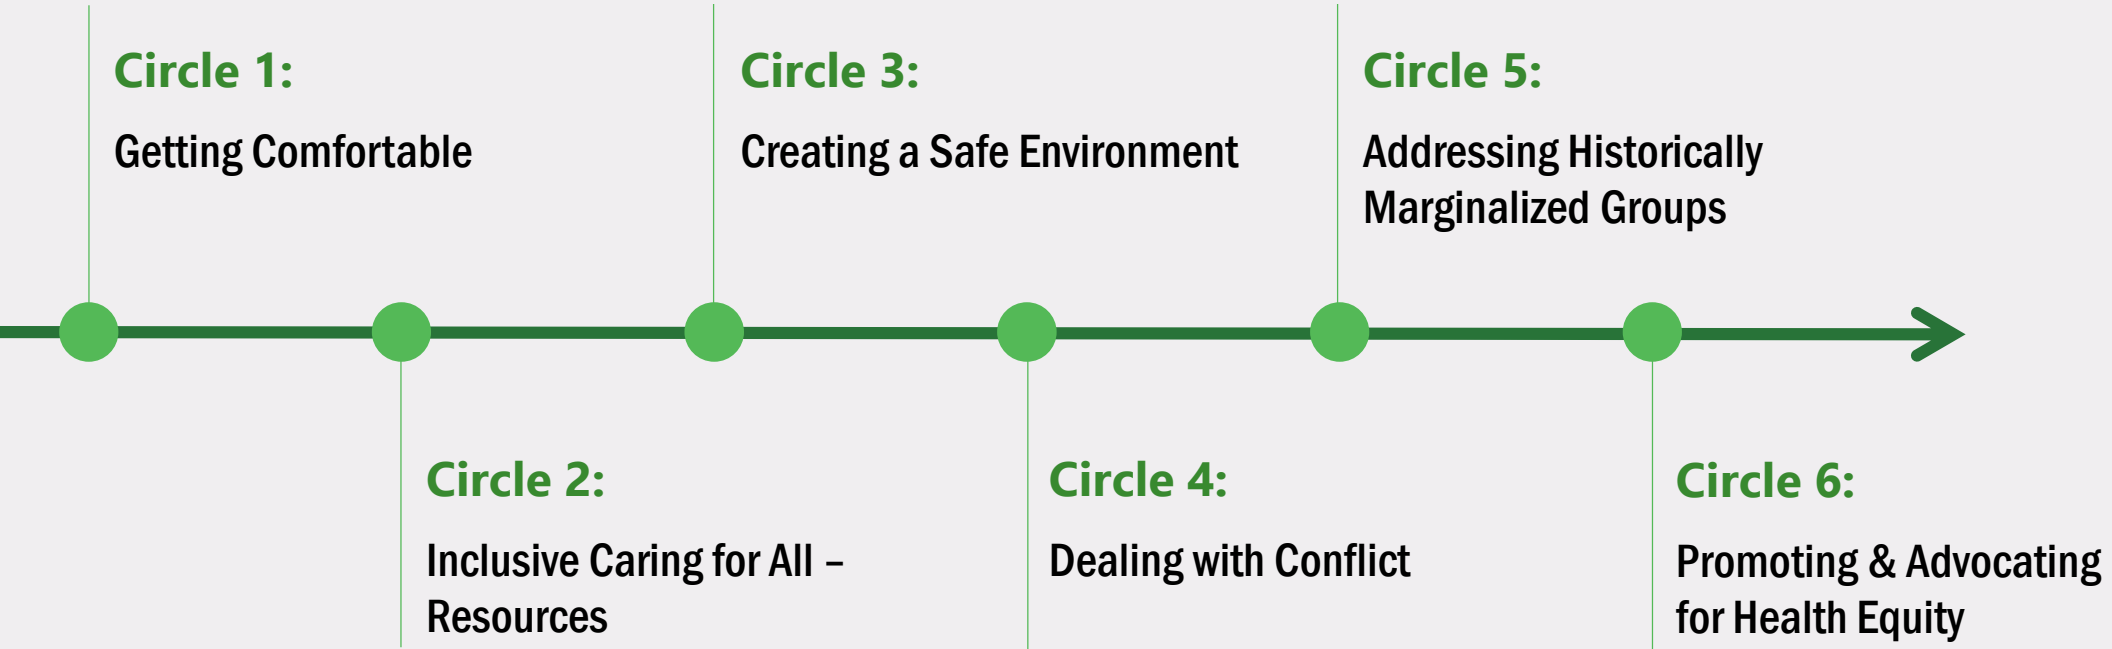 Circle 1:
Getting Comfortable
Circle 2:
Inclusive Caring for All –
Resources
Circle 3:
Creating a Safe Environment
Circle 4:
Dealing with Conflict
Circle 5:
Addressing Historically
Marginalized Groups
Circle 6:
Promoting & Advocating
for Health Equity